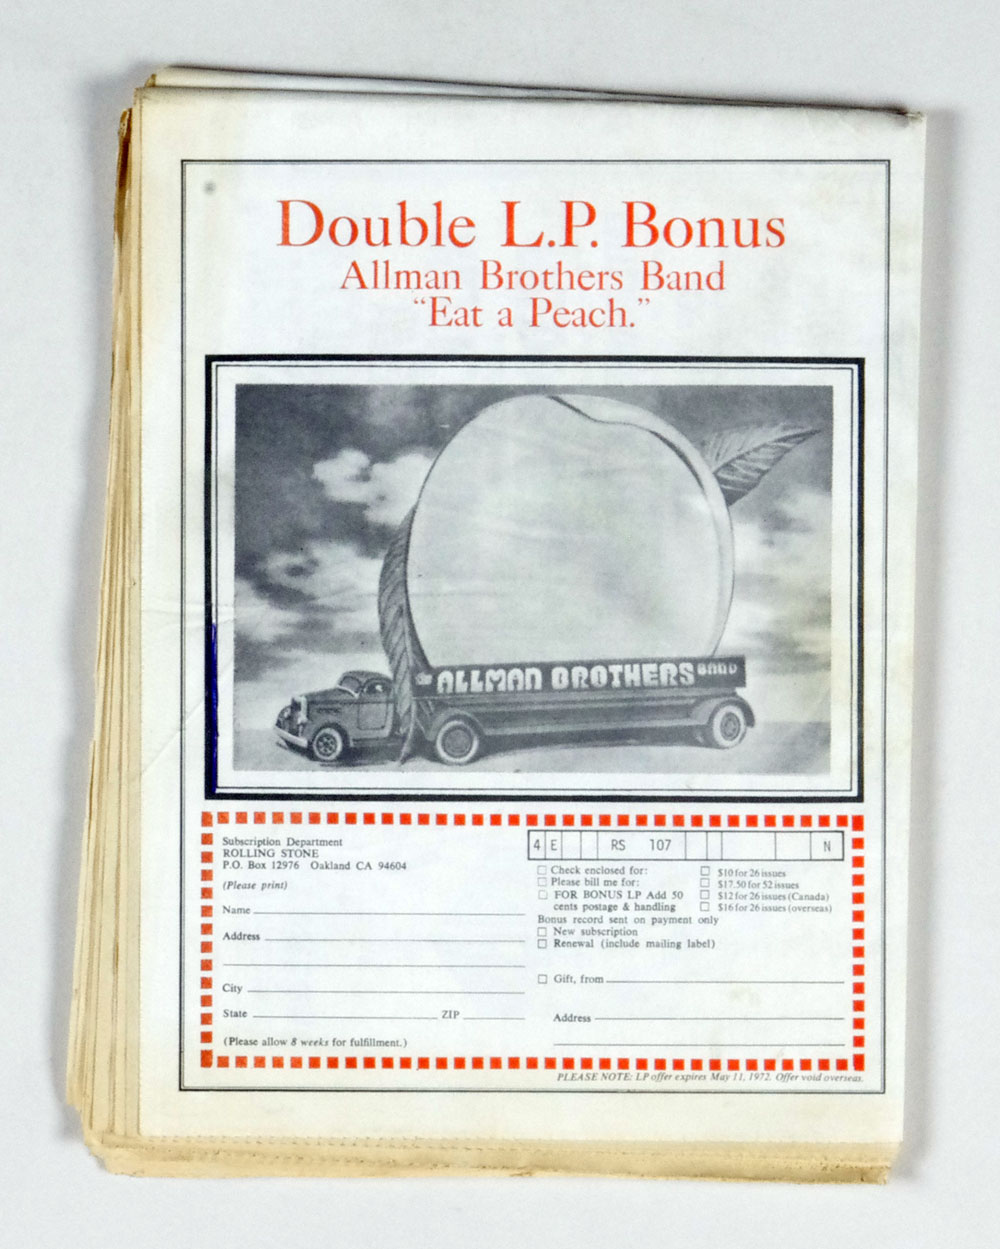 Double L.P. Bonus
Allman Brothers Band
“Eat a Peach.”
The ALLMAN BROTHERS BAND
Subscription Department
ROLLING STONE
P.O. Box 12976 Oakland CA 94604
(Please print)
Name
Address
City
State ZIP
(Please allow 8 weeks for fulfillment.)
4 E RS 107 N
Check enclosed for:
Please bill me for:
FOR BONUS LP Add 50
cents postage & handling
$10 for 26 issues
$17.50 for 52 issues
$12 for 26 issues (Canada)
$16 for 26 issues (overseas)
Bonus record sent on payment only
New subscription
Renewal (include mailing label)
Gift, from
Address
PLEASE NOTE: LP offer expires May 11, 1972. Offer void overseas.